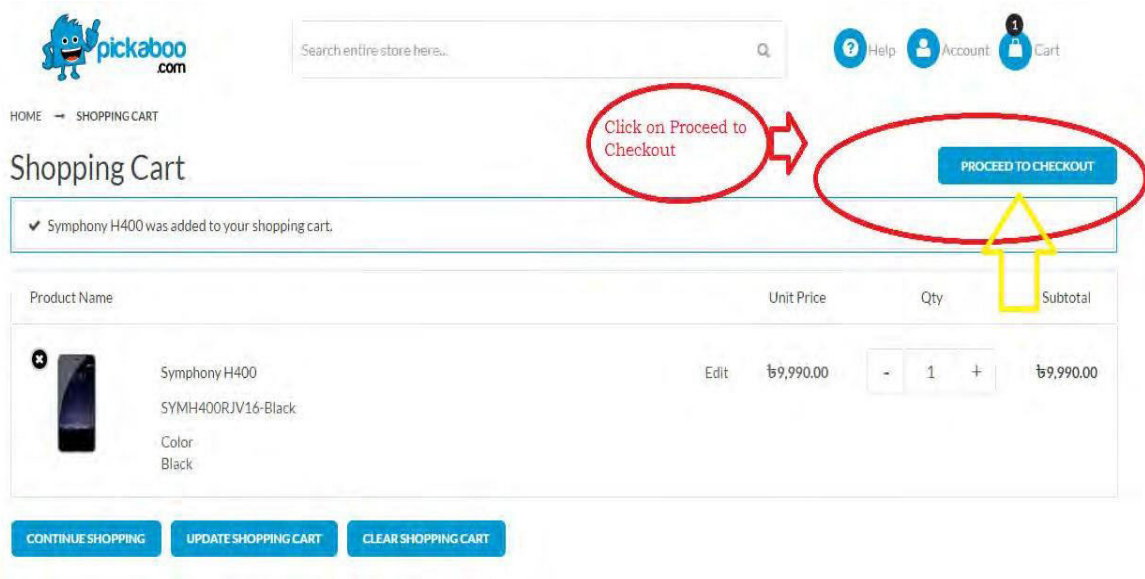 pickaboo
.com
Search entire store here...
Help
Account
1
Cart
HOME → SHOPPING CART
Click on Proceed to
Checkout
Shopping Cart
PROCEED TO CHECKOUT
✔ Symphony H400 was added to your shopping cart.
Product Name Unit Price Qty Subtotal
Symphony H400 Edit ৳9,990.00 - 1 + ৳9,990.00
SYMH400RJV16-Black
Color
Black
CONTINUE SHOPPING UPDATE SHOPPING CART CLEAR SHOPPING CART